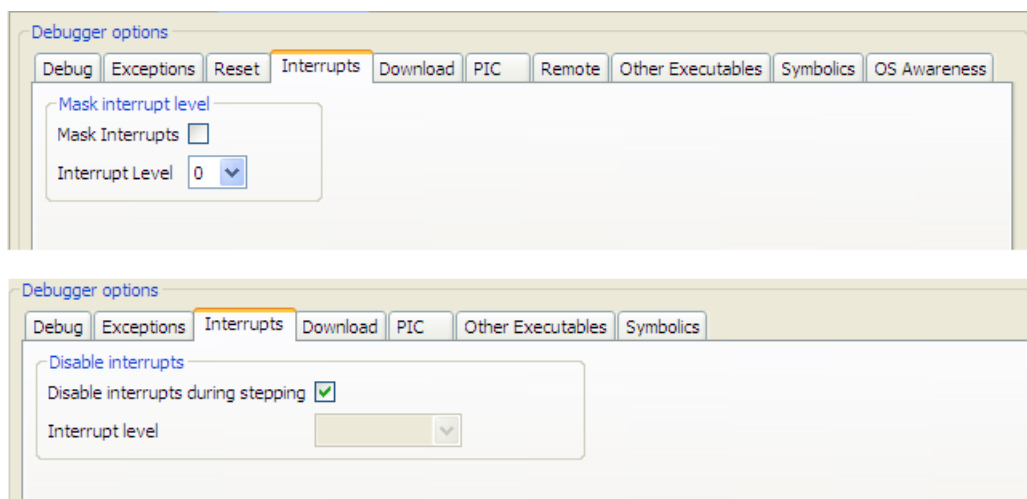 Debugger options
Debug Exceptions Reset Interrupts Download PIC Remote Other Executables Symbolics OS Awareness
Mask interrupt level
Mask Interrupts
Interrupt Level 0
Debugger options
Debug Exceptions Interrupts Download PIC Other Executables Symbolics
Disable interrupts
Disable interrupts during stepping
Interrupt level